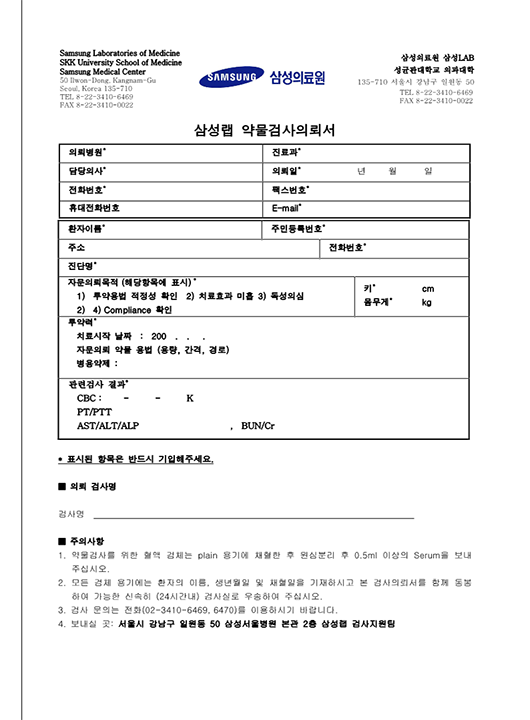 Samsung Laboratories of Medicine
SKK University School of Medicine
Samsung Medical Center
50 Ilwon-Dong, Kangnam-Gu
Seoul, Korea 135-710
TEL 8-22-3410-6469
FAX 8-22-3410-0022
SAMSUNG 삼성의료원
삼성의료원 삼성LAB
성균관대학교 의과대학
135-710 서울시 강남구 일원동 50
TEL 8-22-3410-6469
FAX 8-22-3410-0022
삼성랩 약물검사의뢰서
의뢰병원* 진료과*
담당의사* 의뢰일* 년 월 일
전화번호* 팩스번호*
휴대전화번호 E-mail*
환자이름* 주민등록번호*
주소 전화번호*
진단명*
자문의뢰목적 (해당항목에 표시)*
1) 투약용법 적정성 확인 2) 치료효과 미흡 3) 독성의심
2) 4) Compliance 확인
키* cm
몸무게* kg
투약력*
치료시작 날짜 : 200 . . .
자문의뢰 약물 용법 (용량, 간격, 경로)
병용약제 :
관련검사 결과*
CBC : - - K
PT/PTT
AST/ALT/ALP , BUN/Cr
* 표시된 항목은 반드시 기입해주세요.
■ 의뢰 검사명
검사명
■ 주의사항
1. 약물검사를 위한 혈액 검체는 plain 용기에 채혈한 후 원심분리 후 0.5ml 이상의 Serum을 보내
주십시오.
2. 모든 검체 용기에는 환자의 이름, 생년월일 및 채혈일을 기재하시고 본 검사의뢰서를 함께 동봉
하여 가능한 신속히 (24시간내) 검사실로 우송하여 주십시오.
3. 검사 문의는 전화(02-3410-6469, 6470)를 이용하시기 바랍니다.
4. 보내실 곳: 서울시 강남구 일원동 50 삼성서울병원 본관 2층 삼성랩 검사지원팀